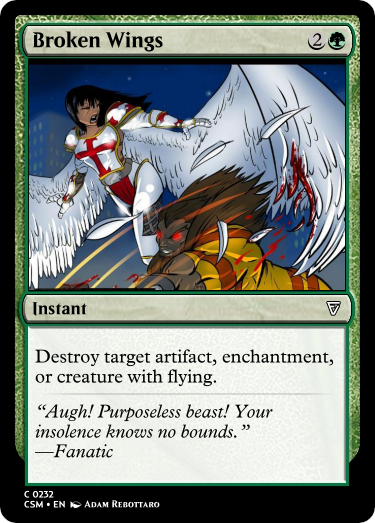 Broken Wings 2
Instant
Destroy target artifact, enchantment,
or creature with flying.
“Augh! Purposeless beast! Your
insolence knows no bounds.”
—Fanatic
C 0232
CSM • EN Adam Rebottaro